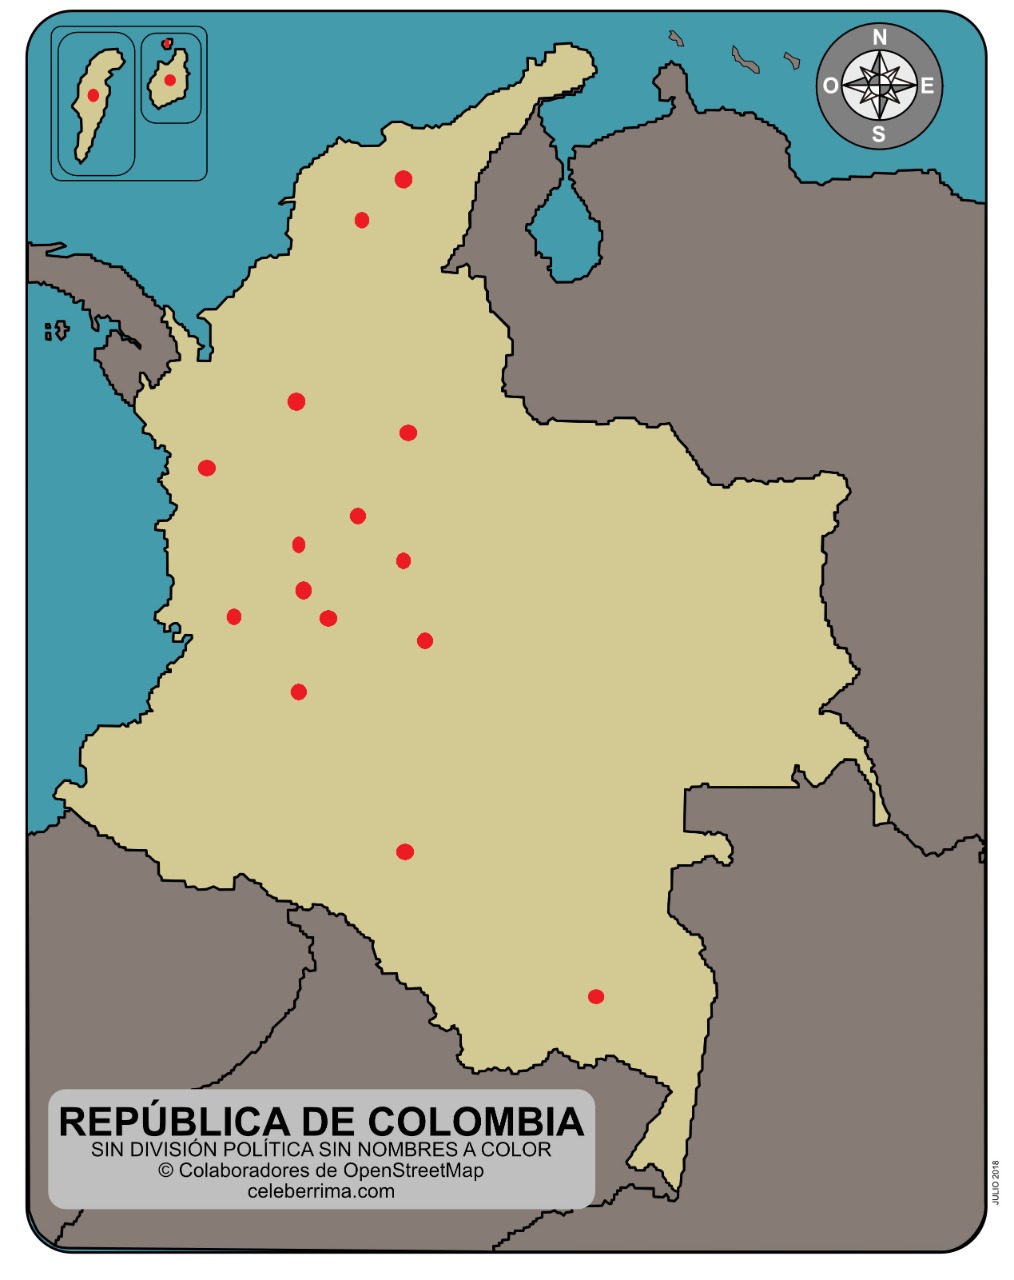 N
O
E
S
REPÚBLICA DE COLOMBIA
SIN DIVISIÓN POLÍTICA SIN NOMBRES A COLOR
© Colaboradores de OpenStreetMap
celeberrima.com
JULIO 2018